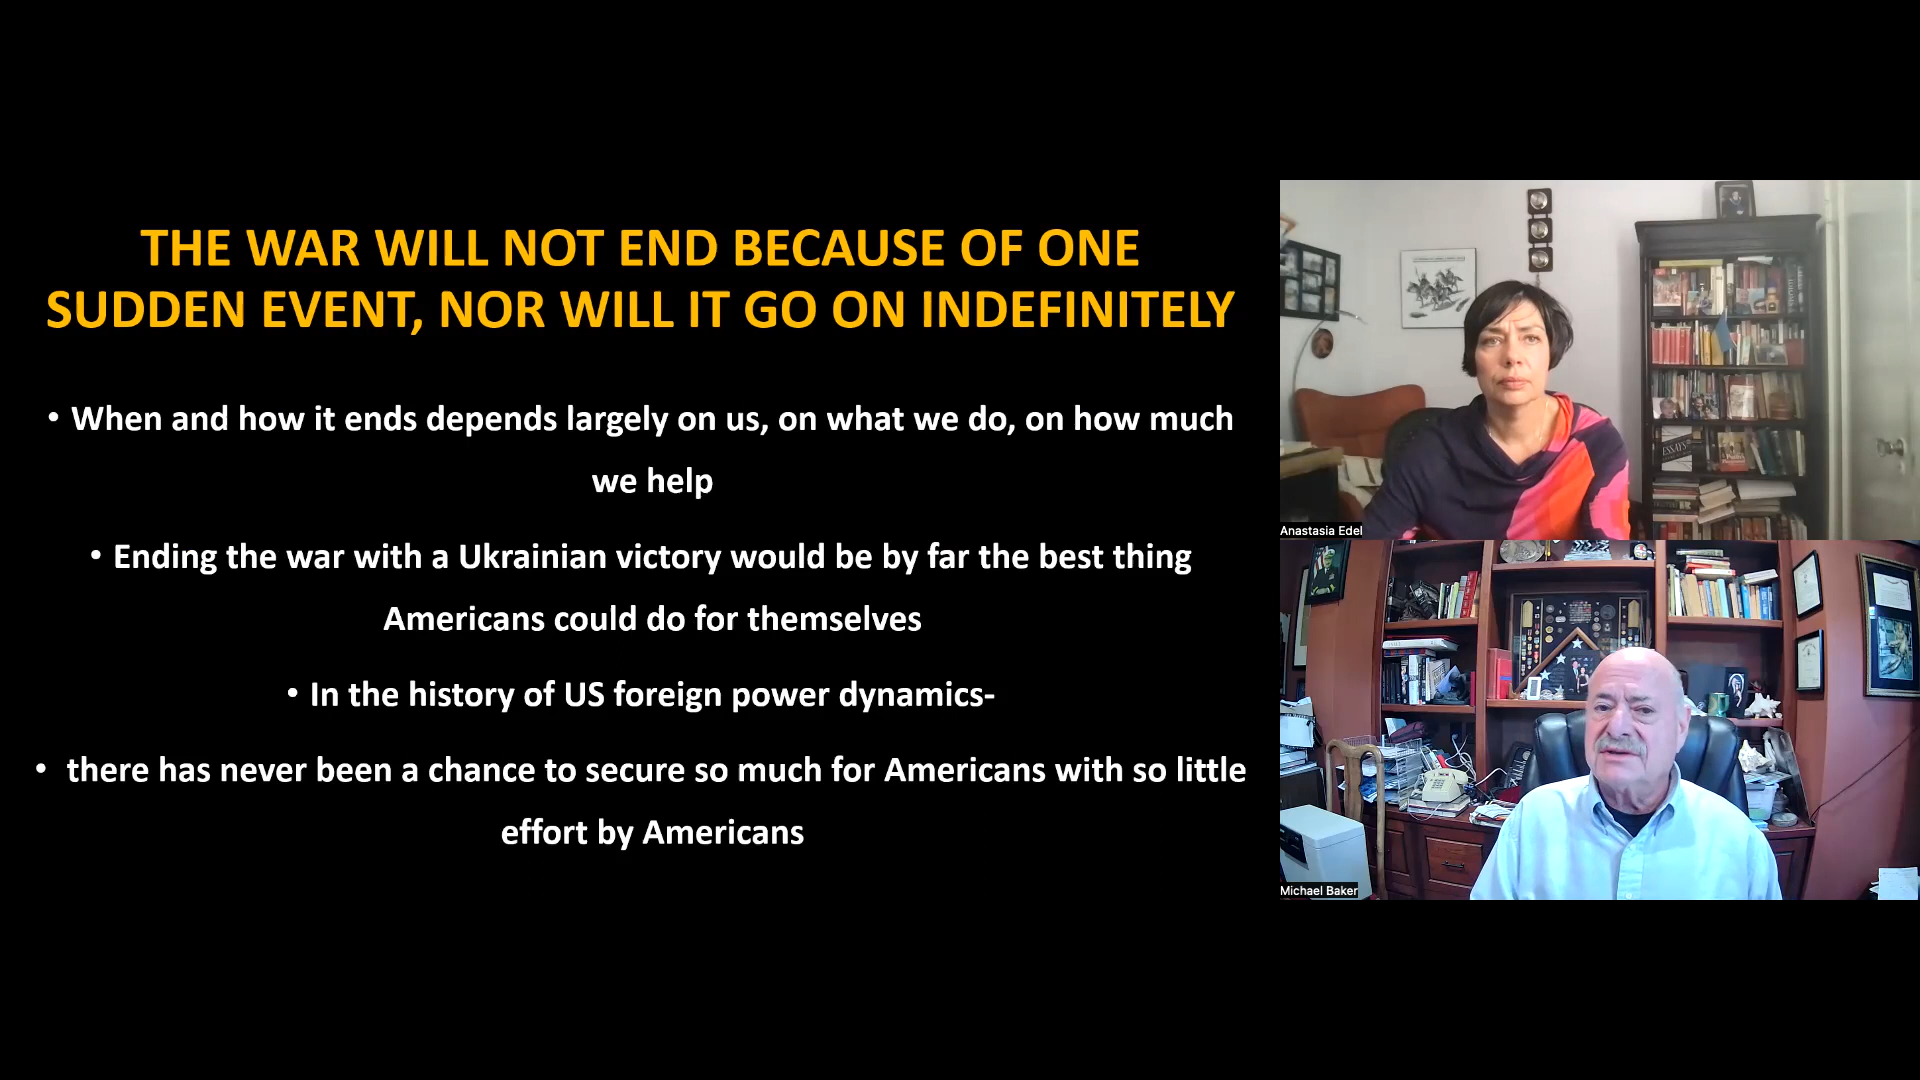 THE WAR WILL NOT END BECAUSE OF ONE
SUDDEN EVENT, NOR WILL IT GO ON INDEFINITELY
• When and how it ends depends largely on us, on what we do, on how much
we help
• Ending the war with a Ukrainian victory would be by far the best thing
Americans could do for themselves
• In the history of US foreign power dynamics-
• there has never been a chance to secure so much for Americans with so little
effort by Americans
ESSAYS
Anastasia Edel
Michael Baker